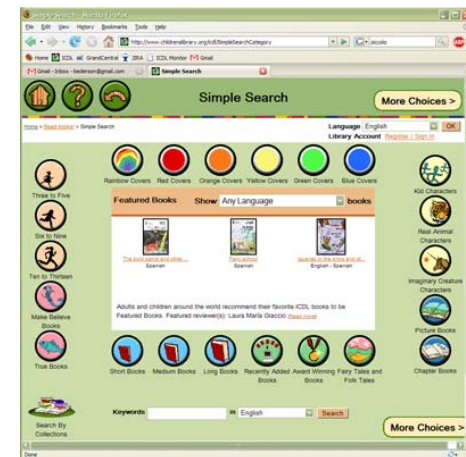 Simple Search - Mozilla Firefox
File Edit View History Bookmarks Tools Help
http://www.childrenslibrary.org/icdl/SimpleSearchCategory
piccolo
Home ICDL GrandCentral JIRA ICDL Monitor Gmail
Simple Search
Simple Search
More Choices >
Home > Read books! > Simple Search
Language English OK
Library Account Register / Sign in
Rainbow Covers Red Covers Orange Covers Yellow Covers Green Covers Blue Covers
Three to Five
Six to Nine
Ten to Thirteen
Make Believe Books
True Books
Featured Books Show Any Language books
Spanish
Fairy school
Spanish
English - Spanish
Adults and children around the world recommend their favorite ICDL books to be
Featured Books. Featured reviewer(s): Laura María Giaccio Read more!
Kid Characters
Real Animal Characters
Imaginary Creature Characters
Picture Books
Chapter Books
Short Books Medium Books Long Books Recently Added Books Award Winning Books Fairy Tales and Folk Tales
Search By Collections
Keywords in English Search
More Choices >
Done